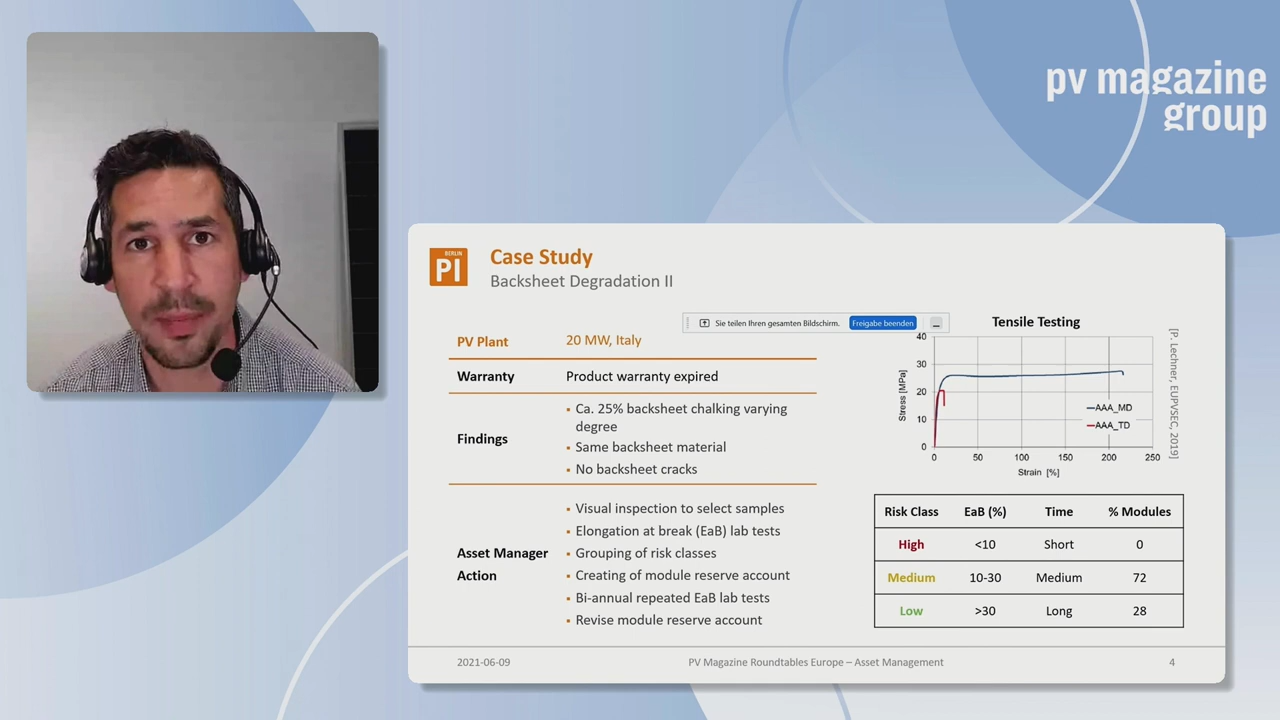 pv magazine
group
BERLIN
PI
Case Study
Backsheet Degradation II
Sie teilen Ihren gesamten Bildschirm.
Freigabe beenden
PV Plant
20 MW, Italy
Warranty
Product warranty expired
Findings
▪ Ca. 25% backsheet chalking varying
degree
▪ Same backsheet material
▪ No backsheet cracks
Asset Manager
Action
▪ Visual inspection to select samples
▪ Elongation at break (EaB) lab tests
▪ Grouping of risk classes
▪ Creating of module reserve account
▪ Bi-annual repeated EaB lab tests
▪ Revise module reserve account
Tensile Testing
Stress [MPa]
40
30
20
10
0
0 50 100 150 200 250
Strain [%]
AAA_MD
AAA_TD
[P. Lechner, EUPVSEC, 2019]
Risk Class EaB (%) Time % Modules
High <10 Short 0
Medium 10-30 Medium 72
Low >30 Long 28
2021-06-09
PV Magazine Roundtables Europe – Asset Management
4